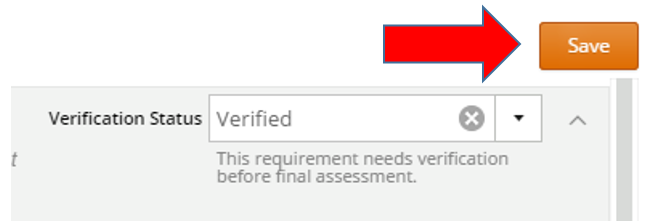 Save
Verification Status Verified
t
This requirement needs verification
before final assessment.